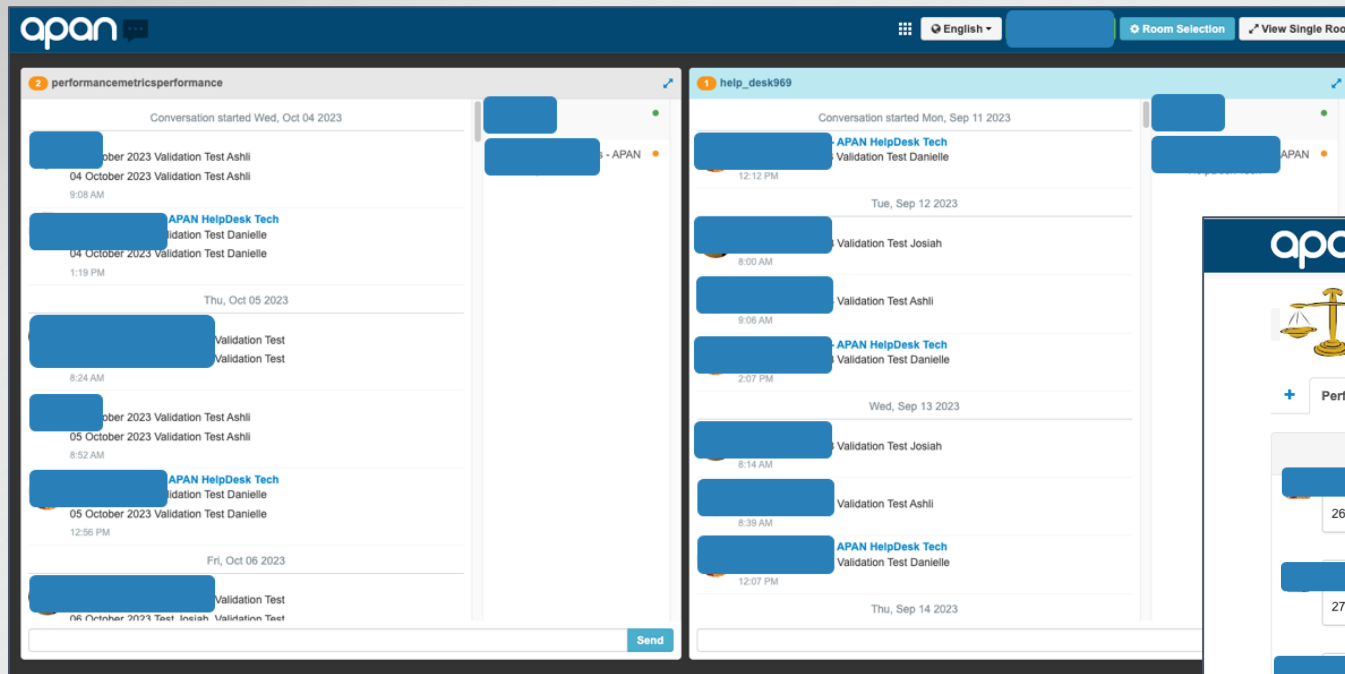 apan
English
Room Selection
View Single Roo
2 performancemetricsperformance
Conversation started Wed, Oct 04 2023
ober 2023 Validation Test Ashli
04 October 2023 Validation Test Ashli
9:08 AM
APAN HelpDesk Tech
lidation Test Danielle
04 October 2023 Validation Test Danielle
1:19 PM
Thu, Oct 05 2023
Validation Test
Validation Test
8:24 AM
ober 2023 Validation Test Ashli
05 October 2023 Validation Test Ashli
8:52 AM
APAN HelpDesk Tech
lidation Test Danielle
05 October 2023 Validation Test Danielle
12:56 PM
Fri, Oct 06 2023
Validation Test
06 October 2023 Test Josiah Validation Test
Send
- APAN
1 help_desk969
Conversation started Mon, Sep 11 2023
- APAN HelpDesk Tech
Validation Test Danielle
12:12 PM
Tue, Sep 12 2023
Validation Test Josiah
8:00 AM
Validation Test Ashli
9:06 AM
- APAN HelpDesk Tech
Validation Test Danielle
2:07 PM
Wed, Sep 13 2023
Validation Test Josiah
8:14 AM
Validation Test Ashli
8:39 AM
APAN HelpDesk Tech
Validation Test Danielle
12:07 PM
Thu, Sep 14 2023
APAN
apa
+ Perf
26
27